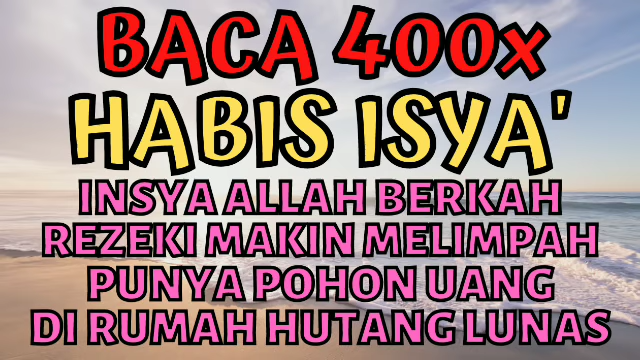 BACA 400x
HABIS ISYA'
INSYA ALLAH BERKAH
REZEKI MAKIN MELIMPAH
PUNYA POHON UANG
DI RUMAH HUTANG LUNAS